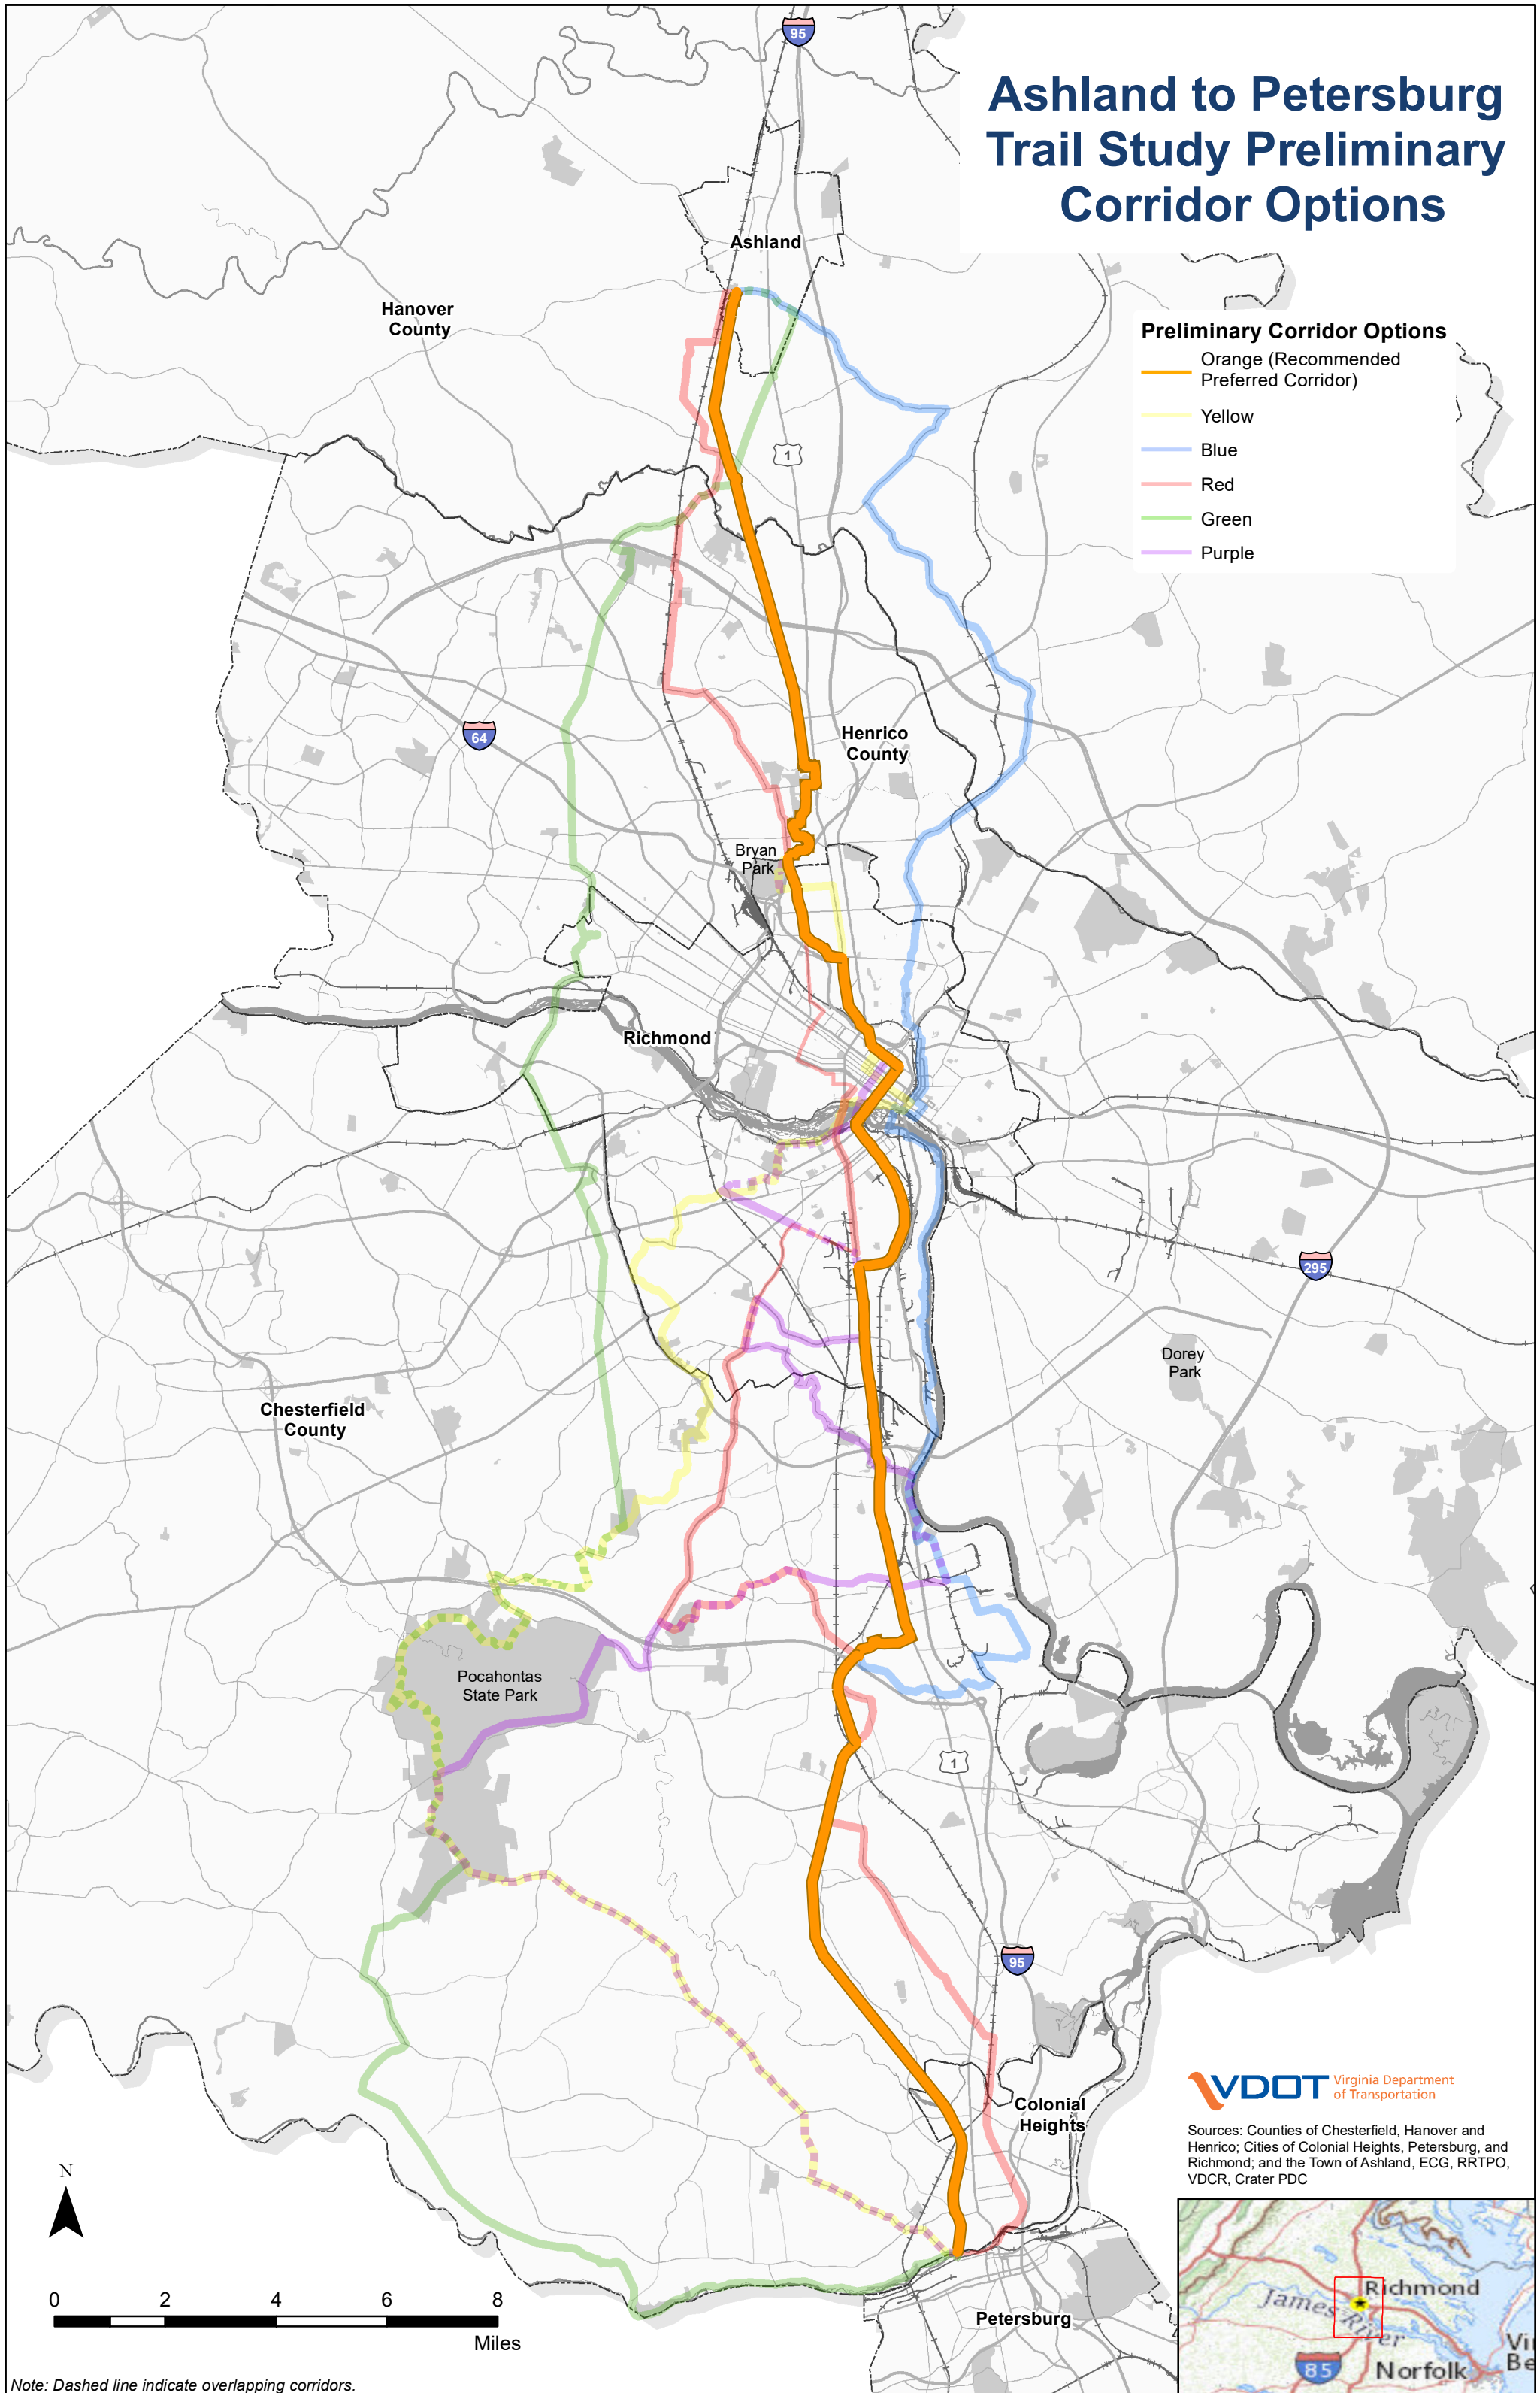 Ashland to Petersburg
Trail Study Preliminary
Corridor Options
95
Ashland
Hanover
County
Preliminary Corridor Options
Orange (Recommended
Preferred Corridor)
Yellow
Blue
Red
Green
Purple
1
64
Henrico
County
Bryan
Park
Richmond
295
Dorey
Park
Chesterfield
County
Pocahontas
State Park
1
95
Colonial
Heights
VDOT
Virginia Department
of Transportation
Sources: Counties of Chesterfield, Hanover and
Henrico; Cities of Colonial Heights, Petersburg, and
Richmond; and the Town of Ashland, ECG, RRTPO,
VDCR, Crater PDC
N
0 2 4 6 8
Miles
Petersburg
Richmond
James River
85
Norfolk
Vi
Be
Note: Dashed line indicate overlapping corridors.